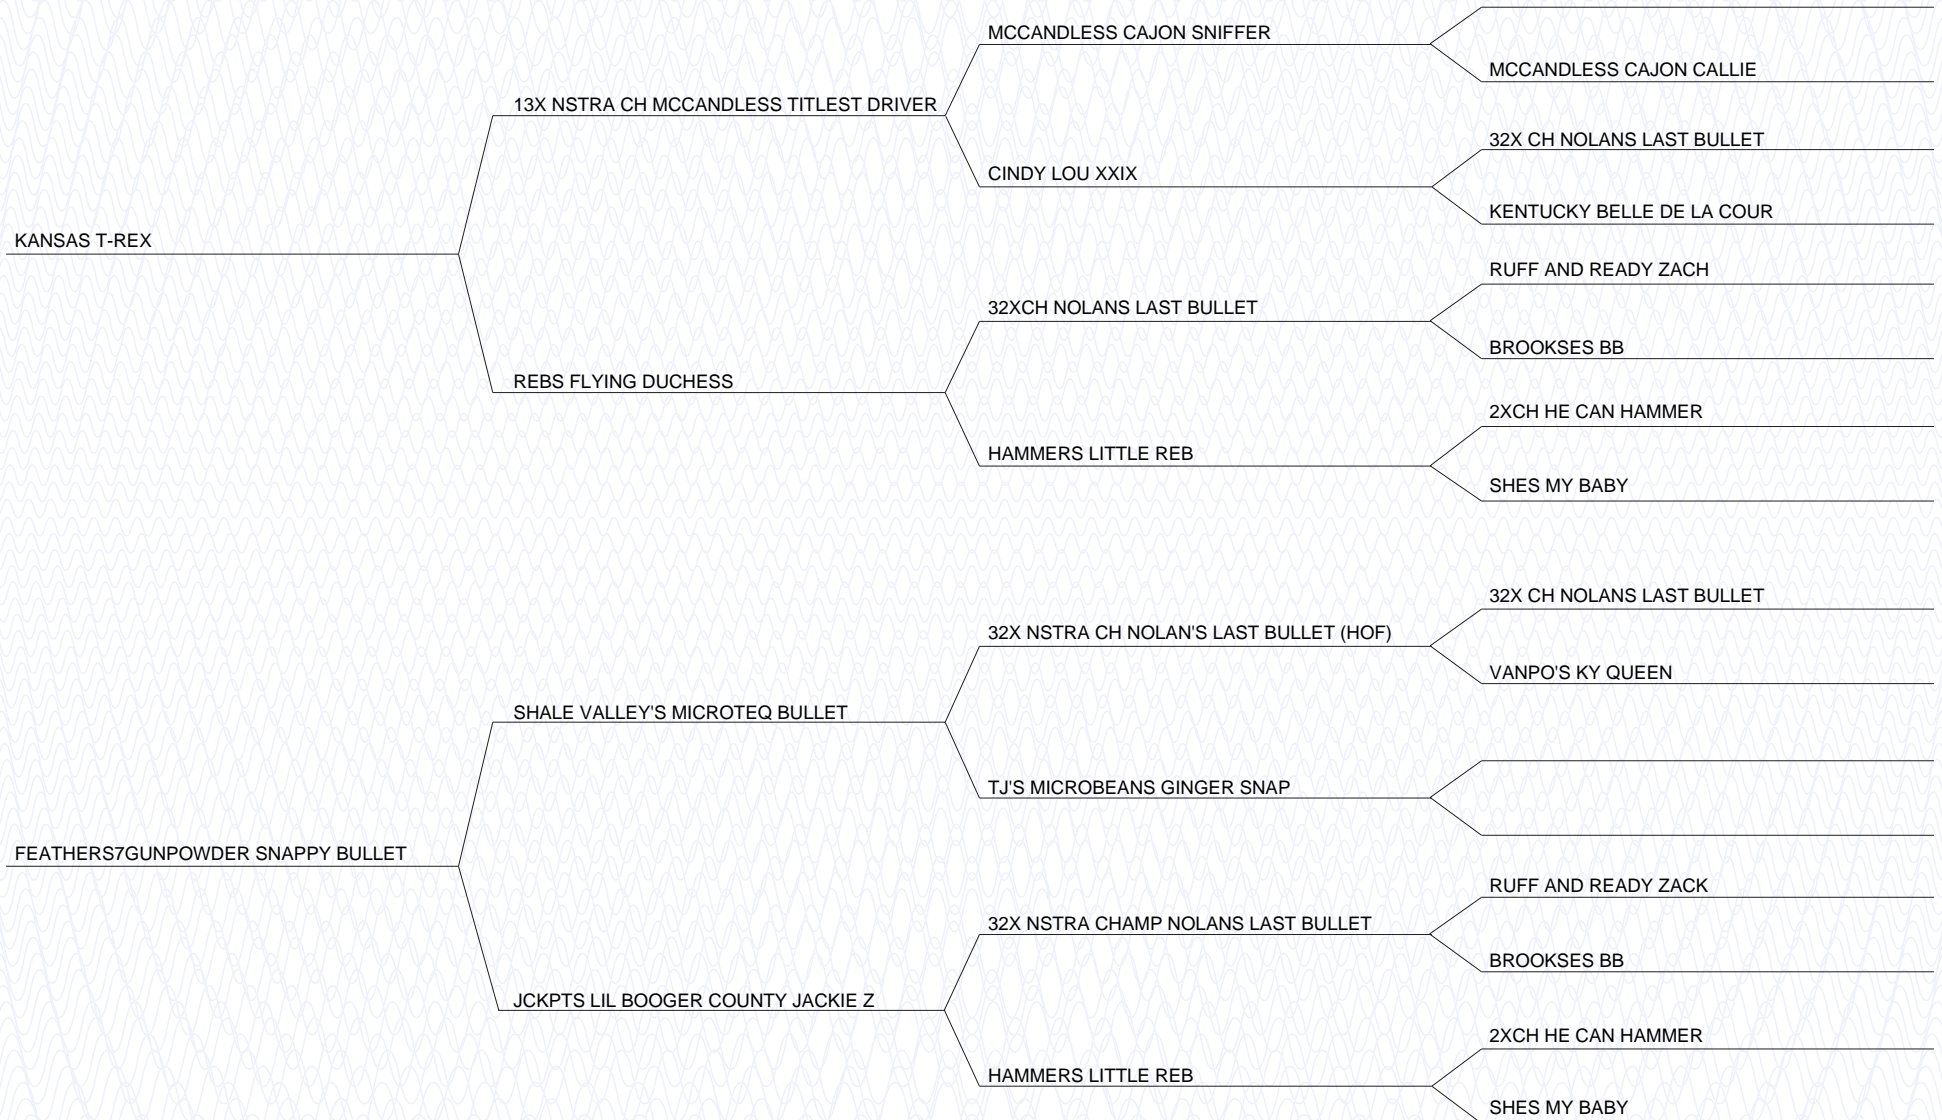 MCCANDLESS CAJON SNIFFER
MCCANDLESS CAJON CALLIE
13X NSTRA CH MCCANDLESS TITLEST DRIVER
32X CH NOLANS LAST BULLET
CINDY LOU XXIX
KENTUCKY BELLE DE LA COUR
KANSAS T-REX
RUFF AND READY ZACH
32XCH NOLANS LAST BULLET
BROOKSES BB
REBS FLYING DUCHESS
2XCH HE CAN HAMMER
HAMMERS LITTLE REB
SHES MY BABY
32X CH NOLANS LAST BULLET
32X NSTRA CH NOLAN'S LAST BULLET (HOF)
VANPO'S KY QUEEN
SHALE VALLEY'S MICROTEQ BULLET
TJ'S MICROBEANS GINGER SNAP
FEATHERS7GUNPOWDER SNAPPY BULLET
RUFF AND READY ZACK
32X NSTRA CHAMP NOLANS LAST BULLET
BROOKSES BB
JCKPTS LIL BOOGER COUNTY JACKIE Z
2XCH HE CAN HAMMER
HAMMERS LITTLE REB
SHES MY BABY